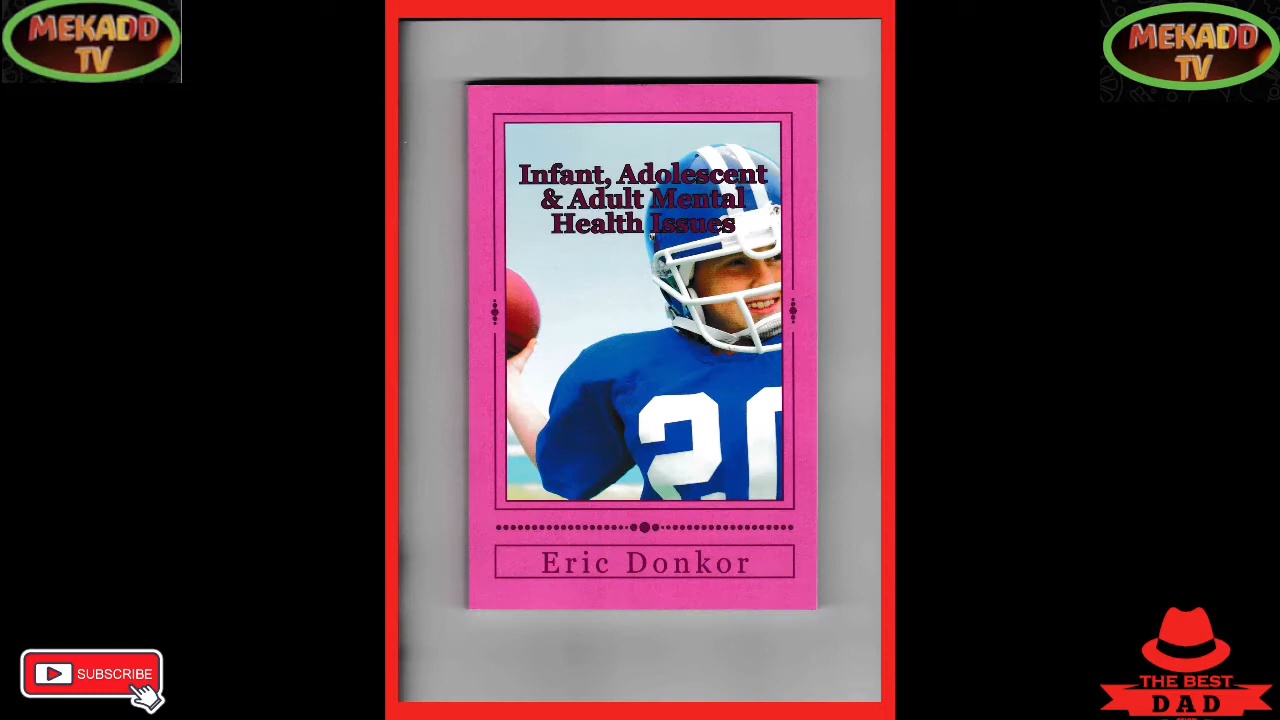 MEKADD
TV
MEKADD
TV
Infant, Adolescent
& Adult Mental
Health Issues
20
Eric Donkor
SUBSCRIBE
THE BEST
DAD